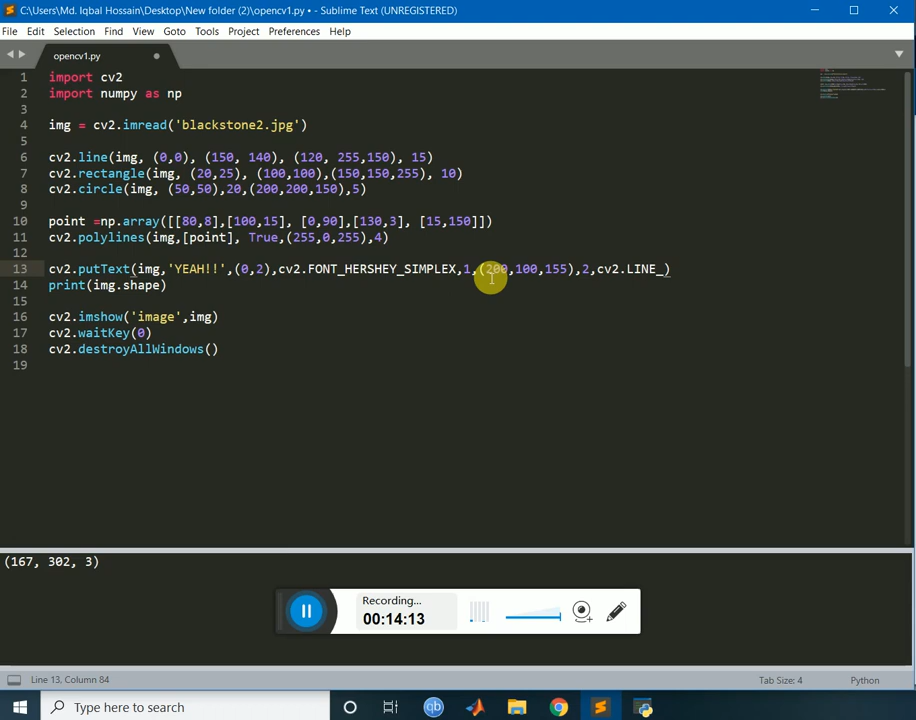 C:\Users\Md. Iqbal Hossain\Desktop\New folder (2)\opencv1.py • - Sublime Text (UNREGISTERED)
File Edit Selection Find View Goto Tools Project Preferences Help
opencv1.py
1 import cv2
2 import numpy as np
3
4 img = cv2.imread('blackstone2.jpg')
5
6 cv2.line(img, (0,0), (150, 140), (120, 255,150), 15)
7 cv2.rectangle(img, (20,25), (100,100),(150,150,255), 10)
8 cv2.circle(img, (50,50),20,(200,200,150),5)
9
10 point =np.array([[80,8],[100,15], [0,90],[130,3], [15,150]])
11 cv2.polylines(img,[point], True,(255,0,255),4)
12
13 cv2.putText(img,'YEAH!!',(0,2),cv2.FONT_HERSHEY_SIMPLEX,1,(200,100,155),2,cv2.LINE_)
14 print(img.shape)
15
16 cv2.imshow('image',img)
17 cv2.waitKey(0)
18 cv2.destroyAllWindows()
19
(167, 302, 3)
Recording...
00:14:13
Line 13, Column 84 Tab Size: 4 Python
Type here to search
qb